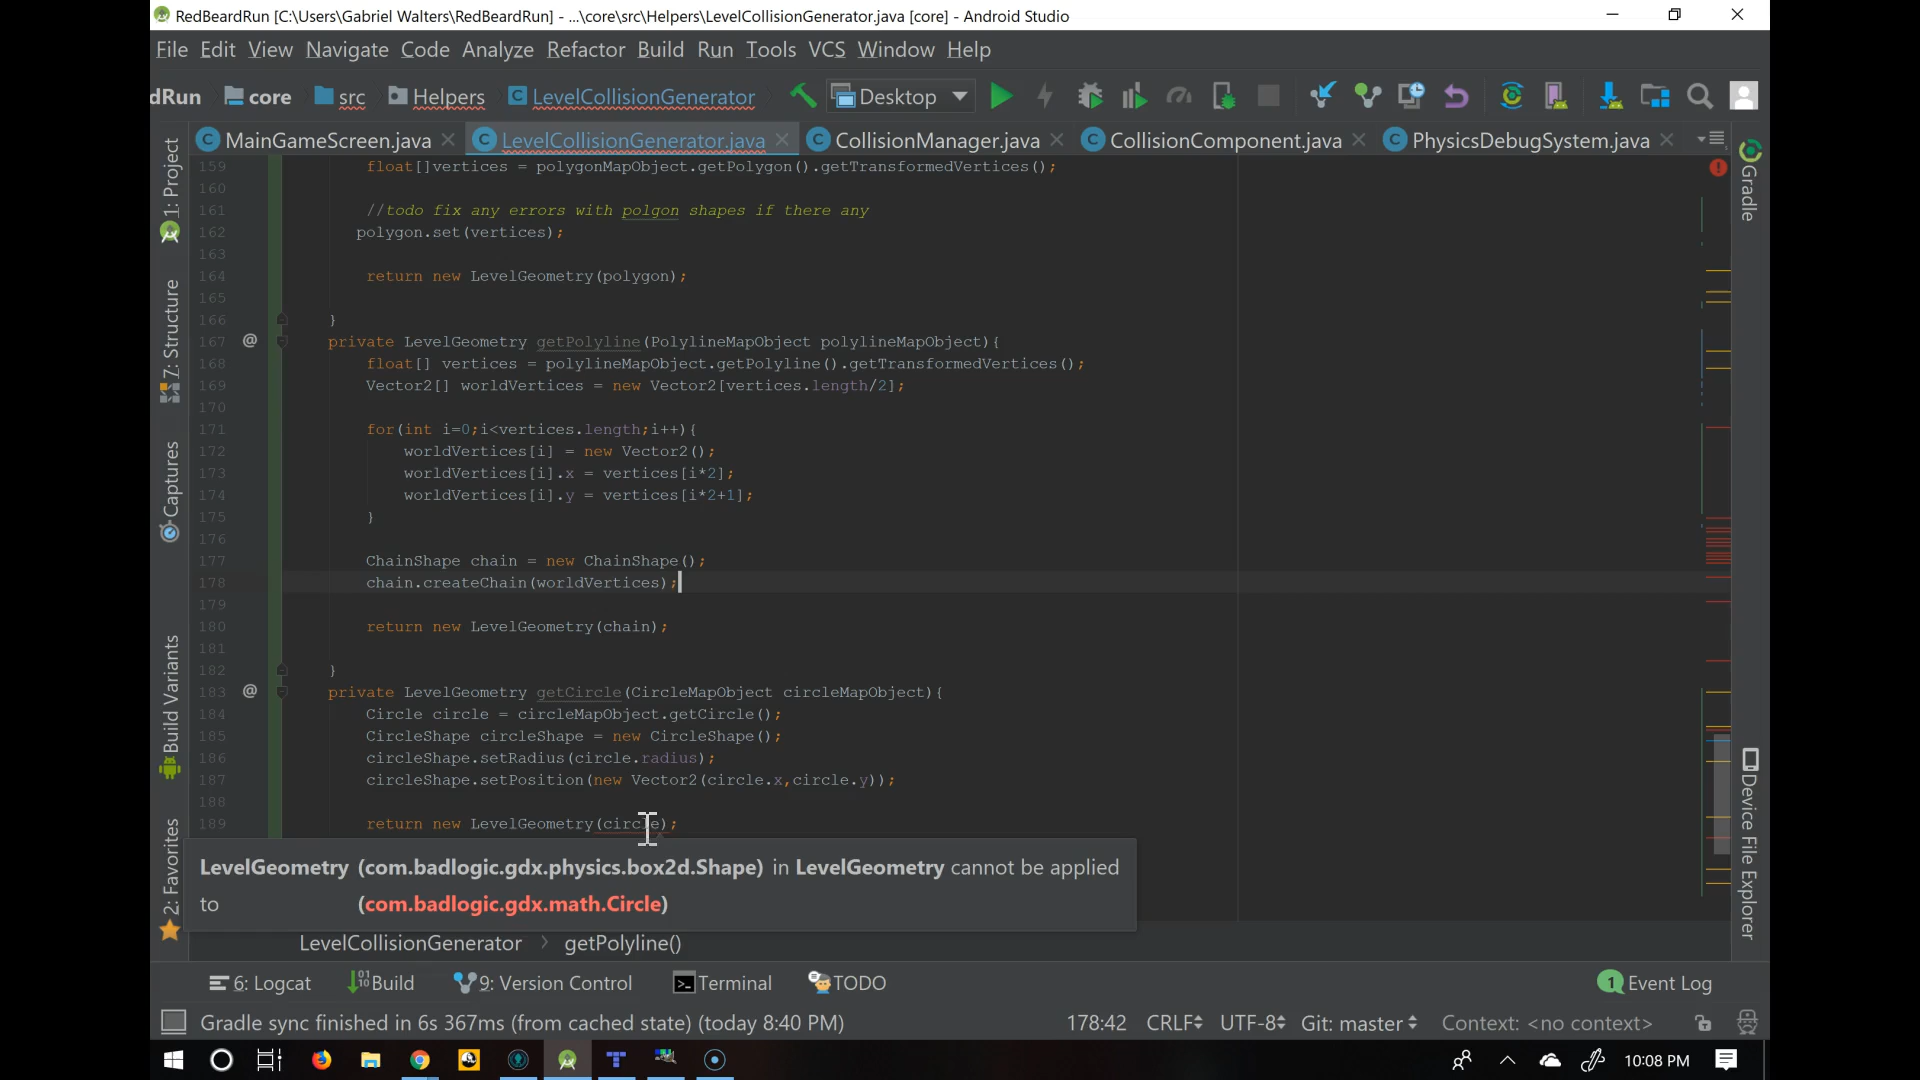 RedBeardRun [C:\Users\Gabriel Walters\RedBeardRun] - ...\core\src\Helpers\LevelCollisionGenerator.java [core] - Android Studio
File Edit View Navigate Code Analyze Refactor Build Run Tools VCS Window Help
dRun core src Helpers LevelCollisionGenerator Desktop
MainGameScreen.java LevelCollisionGenerator.java CollisionManager.java CollisionComponent.java PhysicsDebugSystem.java
1: Project
7: Structure
Captures
Build Variants
2: Favorites
159 float[]vertices = polygonMapObject.getPolygon().getTransformedVertices();
160
161 //todo fix any errors with polgon shapes if there any
162 polygon.set(vertices);
163
164 return new LevelGeometry(polygon);
165
166 }
167 @ private LevelGeometry getPolyline(PolylineMapObject polylineMapObject){
168 float[] vertices = polylineMapObject.getPolyline().getTransformedVertices();
169 Vector2[] worldVertices = new Vector2[vertices.length/2];
170
171 for(int i=0;i<vertices.length;i++){
172 worldVertices[i] = new Vector2();
173 worldVertices[i].x = vertices[i*2];
174 worldVertices[i].y = vertices[i*2+1];
175 }
176
177 ChainShape chain = new ChainShape();
178 chain.createChain(worldVertices);
179
180 return new LevelGeometry(chain);
181
182 }
183 @ private LevelGeometry getCircle(CircleMapObject circleMapObject){
184 Circle circle = circleMapObject.getCircle();
185 CircleShape circleShape = new CircleShape();
186 circleShape.setRadius(circle.radius);
187 circleShape.setPosition(new Vector2(circle.x,circle.y));
188
189 return new LevelGeometry(circle);
LevelGeometry (com.badlogic.gdx.physics.box2d.Shape) in LevelGeometry cannot be applied
to (com.badlogic.gdx.math.Circle)
LevelCollisionGenerator > getPolyline()
Gradle
Device File Explorer
6: Logcat Build 9: Version Control Terminal TODO 1 Event Log
Gradle sync finished in 6s 367ms (from cached state) (today 8:40 PM) 178:42 CRLF UTF-8 Git: master Context: <no context>
10:08 PM